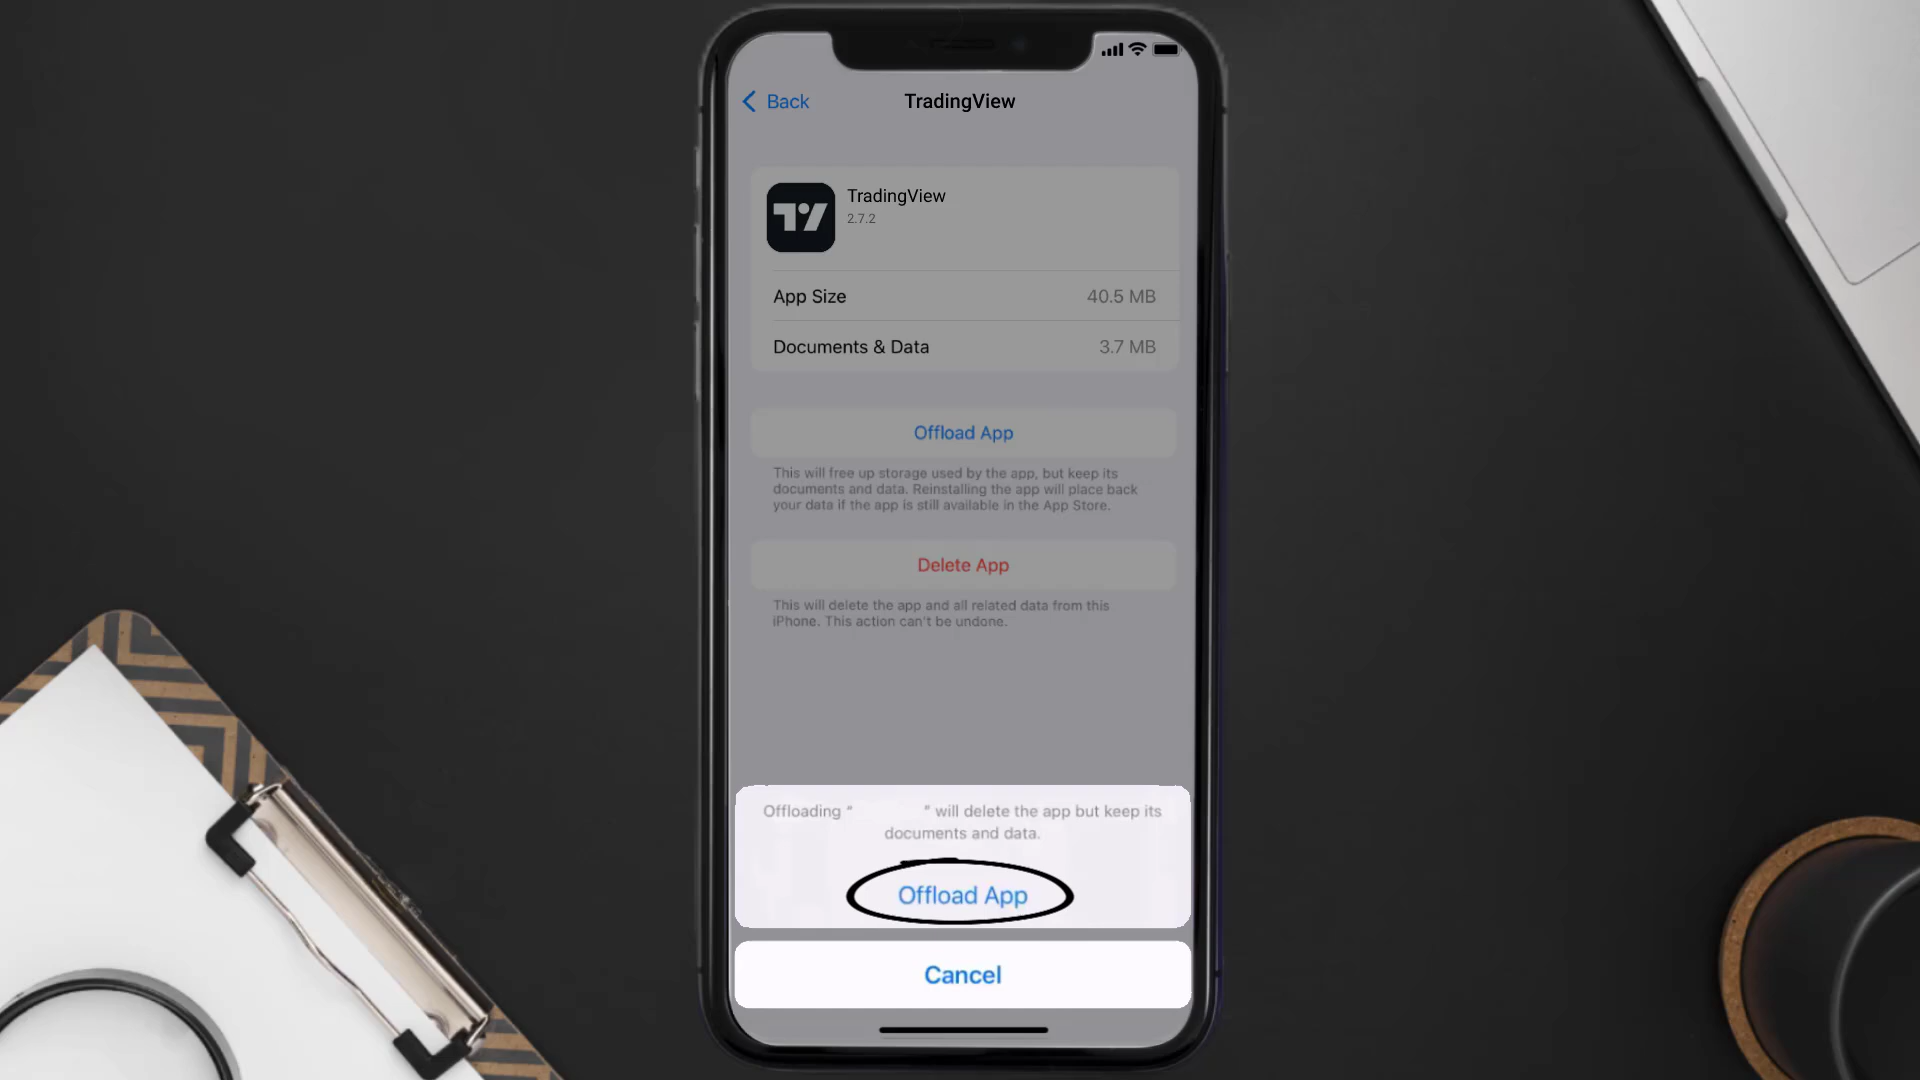 Back
TradingView
TradingView
2.7.2
App Size
40.5 MB
Documents & Data
3.7 MB
Offload App
This will free up storage used by the app, but keep its
documents and data. Reinstalling the app will place back
your data if the app is still available in the App Store.
Delete App
This will delete the app and all related data from this
iPhone. This action can't be undone.
Offloading “ ” will delete the app but keep its
documents and data.
Offload App
Cancel